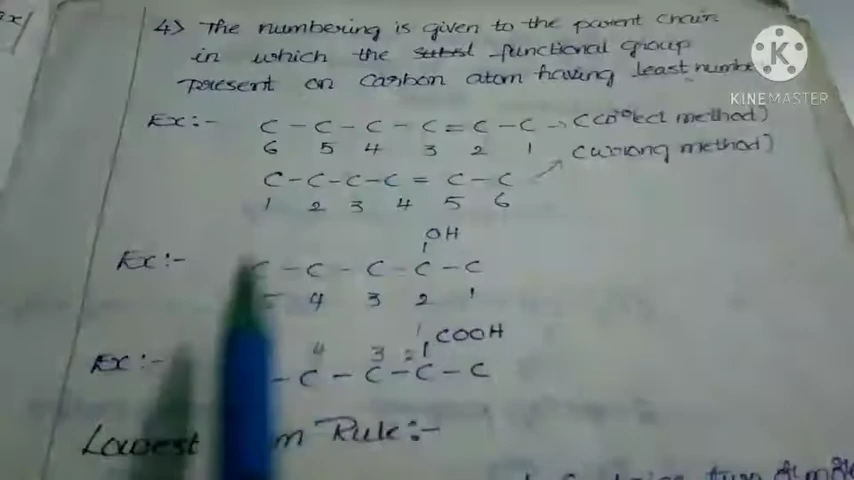 4) The numbering is given to the parent chain
in which the functional group
present on carbon atom having least numbe
KINEMASTER
Ex:- C - C - C - C = C - C → (correct method)
6 5 4 3 2 1 (wrong method)
C - C - C - C = C - C
1 2 3 4 5 6
OH
Ex:- C - C - C - C - C
4 3 2 1
COOH
4 3 2 1
Ex:- - C - C - C - C
Lowest m Rule:-